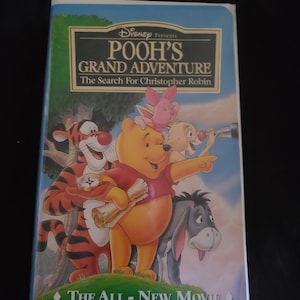 Disney Presents
POOH'S
GRAND ADVENTURE
The Search For Christopher Robin
THE ALL-NEW MOVIE